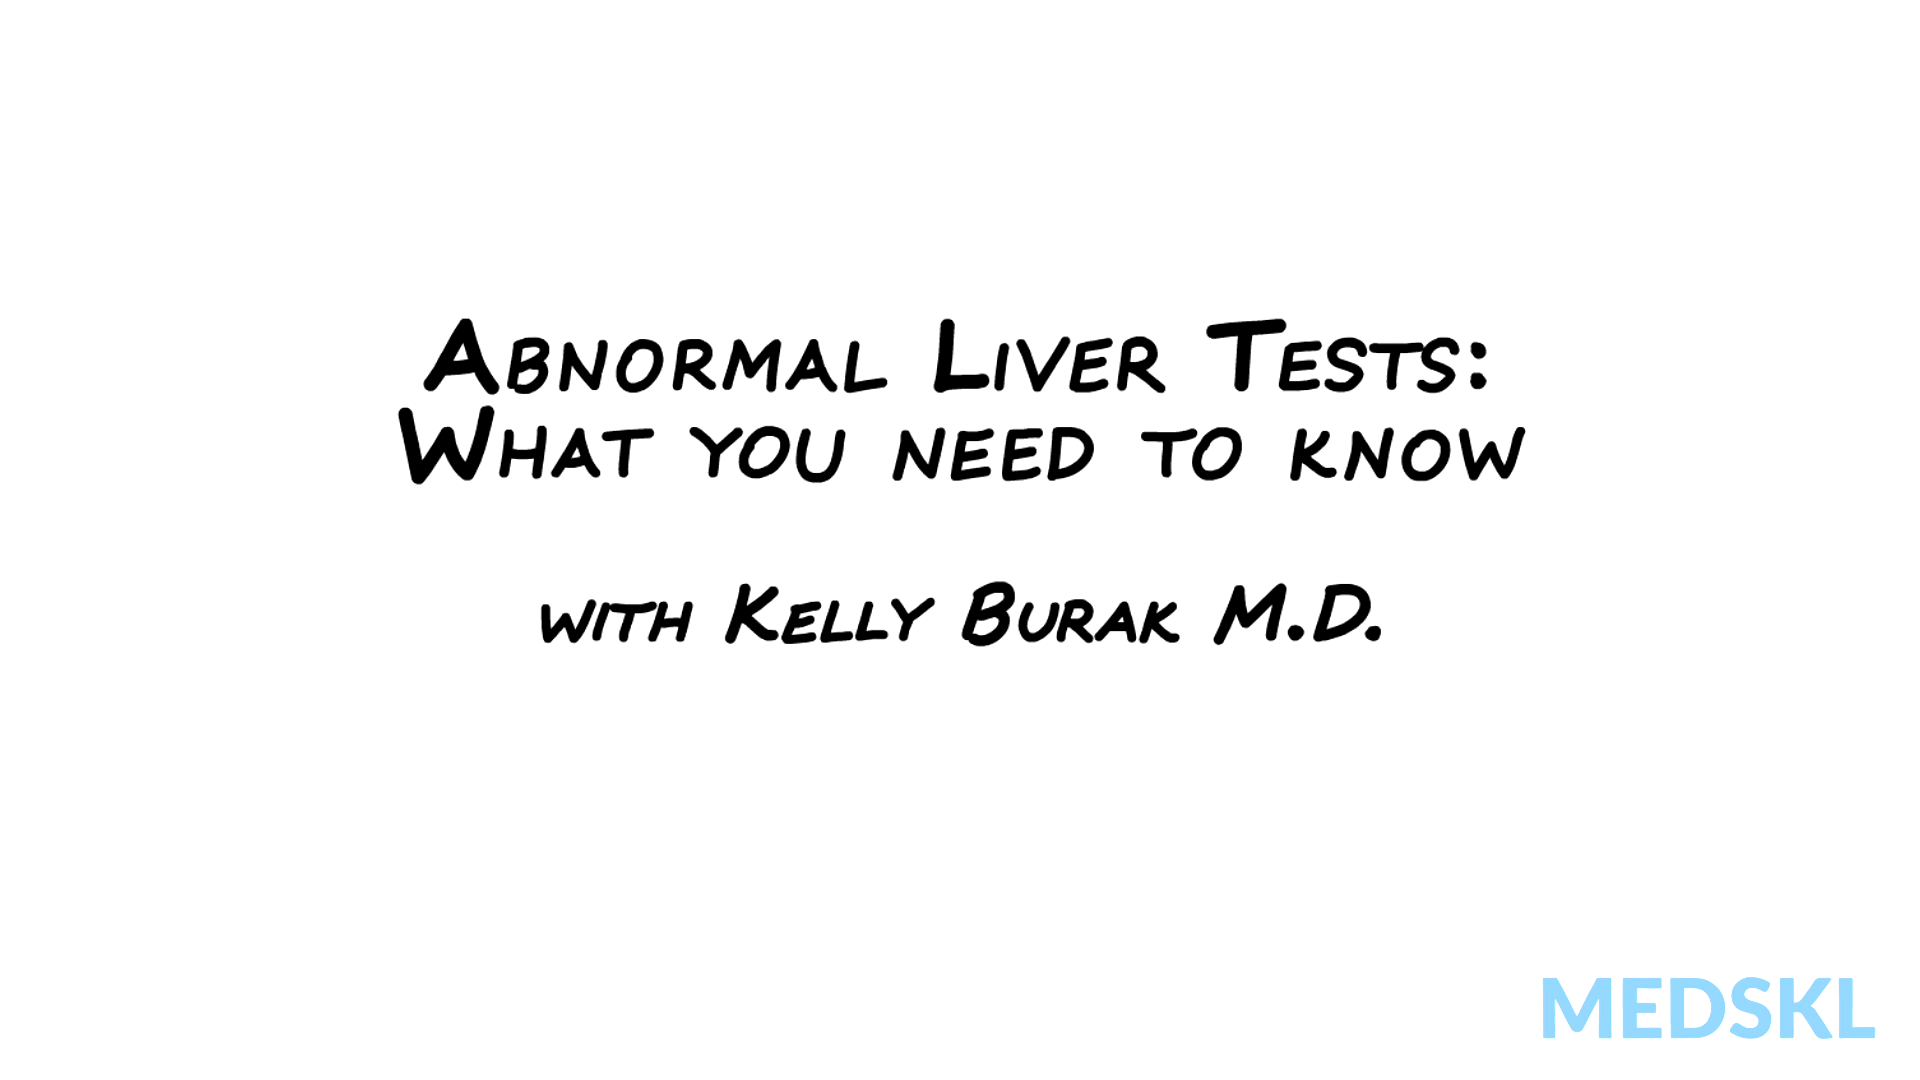 Abnormal Liver Tests:
What you need to know
with Kelly Burak M.D.
MEDSKL